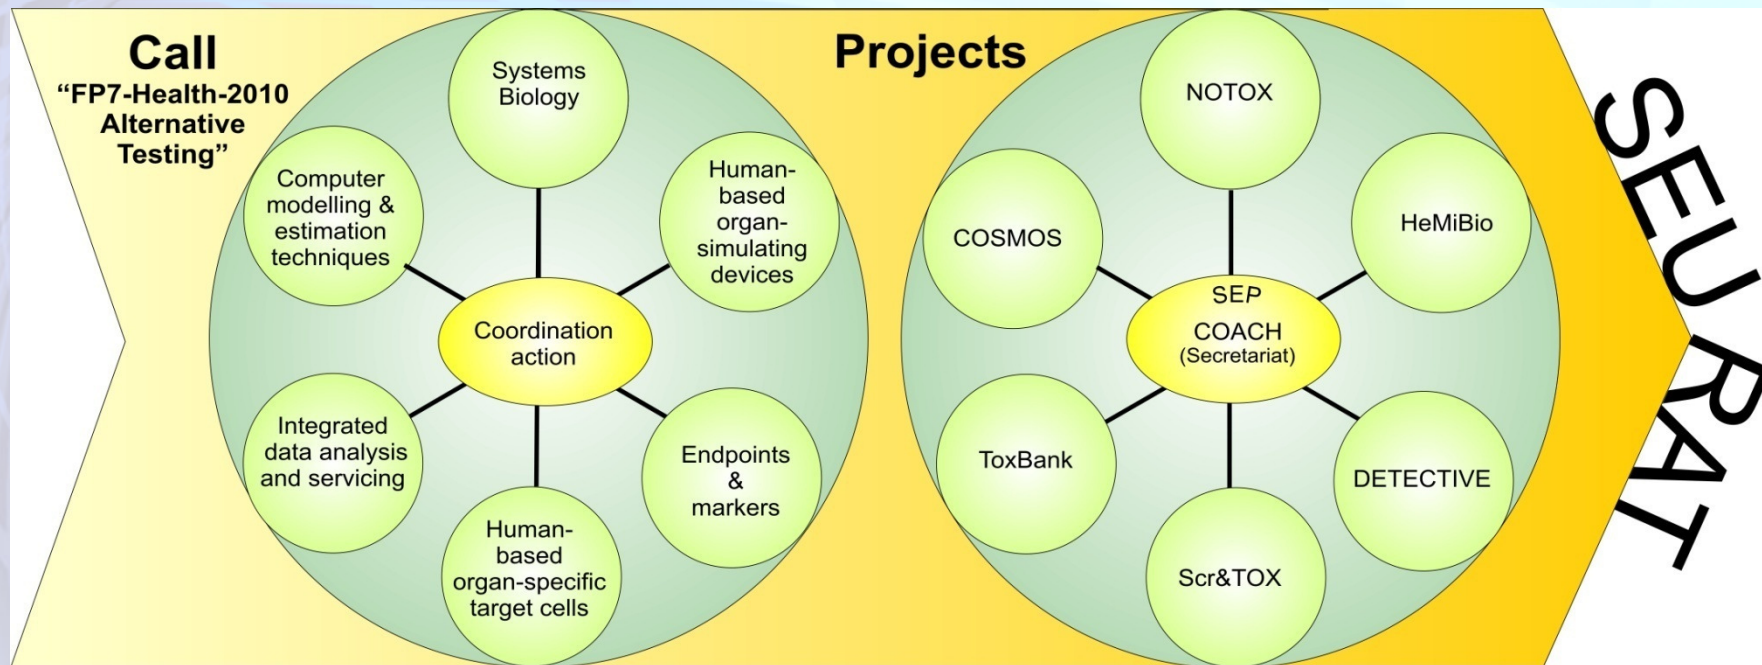 Call
“FP7-Health-2010
Alternative
Testing”
Systems
Biology
Computer
modelling &
estimation
techniques
Human-
based
organ-
simulating
devices
Coordination
action
Integrated
data analysis
and servicing
Endpoints
&
markers
Human-
based
organ-specific
target cells
Projects
NOTOX
COSMOS
HeMiBio
SEP
COACH
(Secretariat)
ToxBank
DETECTIVE
Scr&TOX
SEURAT